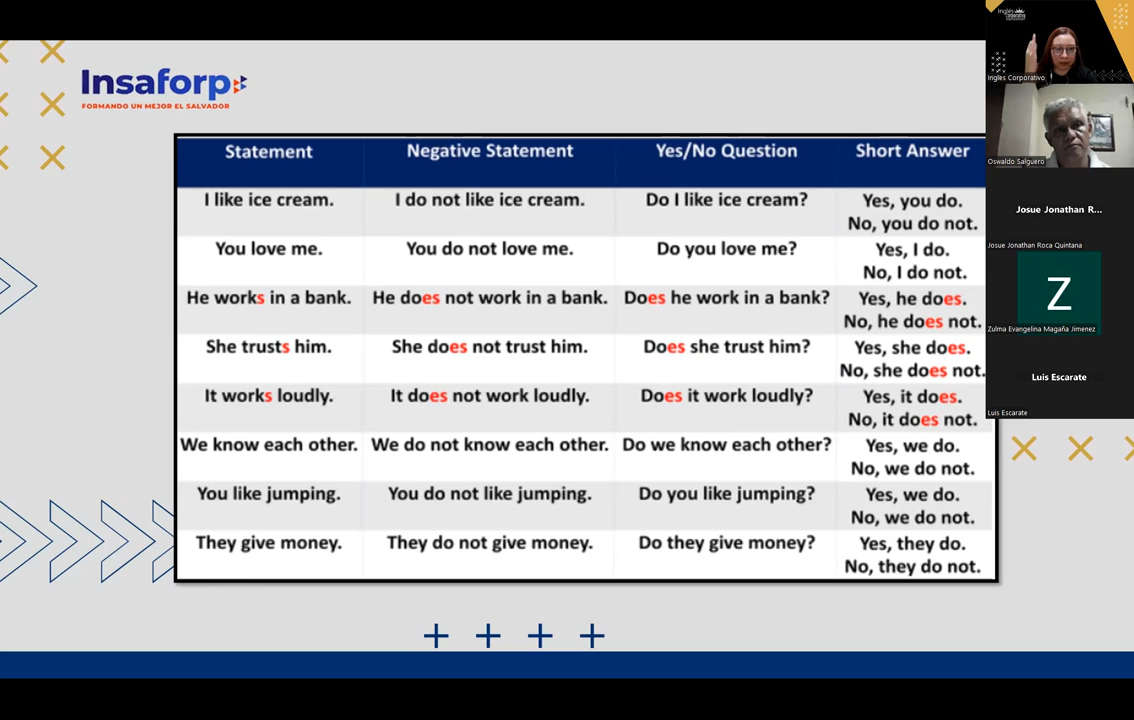 Insaforp
FORMANDO UN MEJOR EL SALVADOR
Statement Negative Statement Yes/No Question Short Answer
I like ice cream. I do not like ice cream. Do I like ice cream? Yes, you do.
No, you do not.
You love me. You do not love me. Do you love me? Yes, I do.
No, I do not.
He works in a bank. He does not work in a bank. Does he work in a bank? Yes, he does.
No, he does not.
She trusts him. She does not trust him. Does she trust him? Yes, she does.
No, she does not.
It works loudly. It does not work loudly. Does it work loudly? Yes, it does.
No, it does not.
We know each other. We do not know each other. Do we know each other? Yes, we do.
No, we do not.
You like jumping. You do not like jumping. Do you like jumping? Yes, we do.
No, we do not.
They give money. They do not give money. Do they give money? Yes, they do.
No, they do not.
Inglés
Corporativo
Ingles Corporativo
Oswaldo Salguero
Josue Jonathan R...
Josue Jonathan Roca Quintana
Z
Zulma Evangelina Magaña Jimenez
Luis Escarate
Luis Escarate